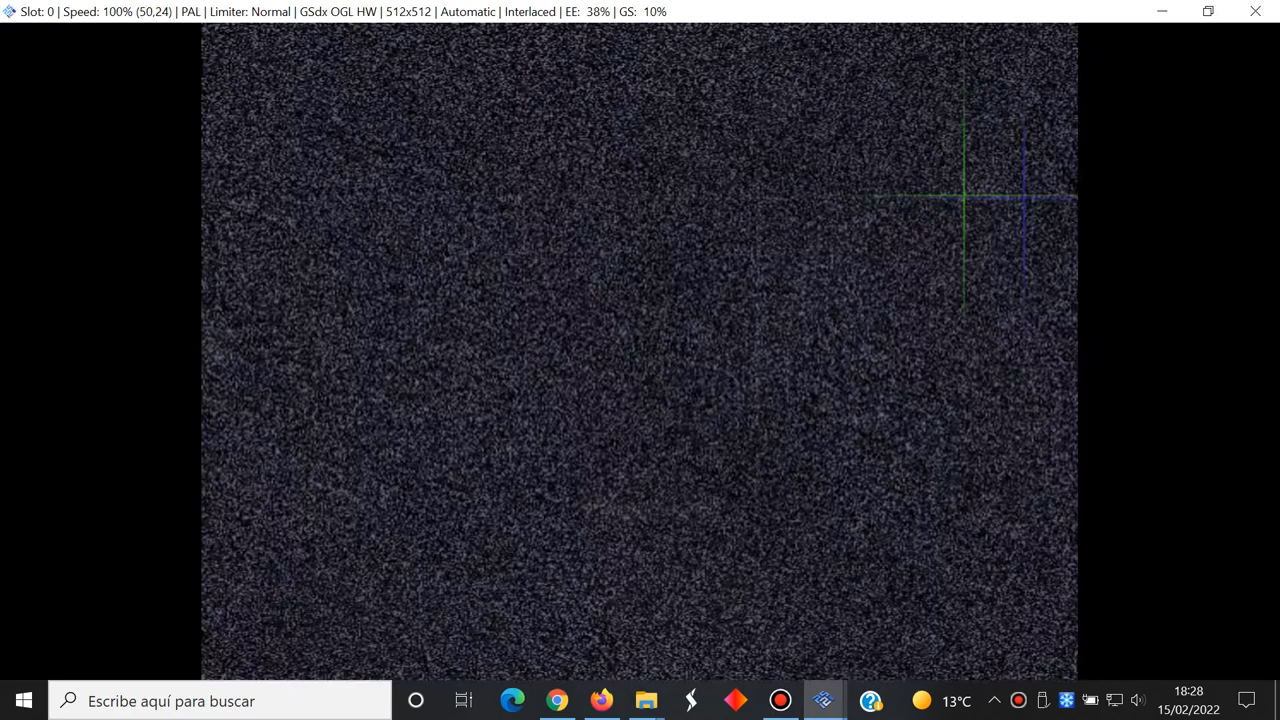 Slot: 0 | Speed: 100% (50,24) | PAL | Limiter: Normal | GSdx OGL HW | 512x512 | Automatic | Interlaced | EE: 38% | GS: 10%
Escribe aquí para buscar
13°C
18:28
15/02/2022